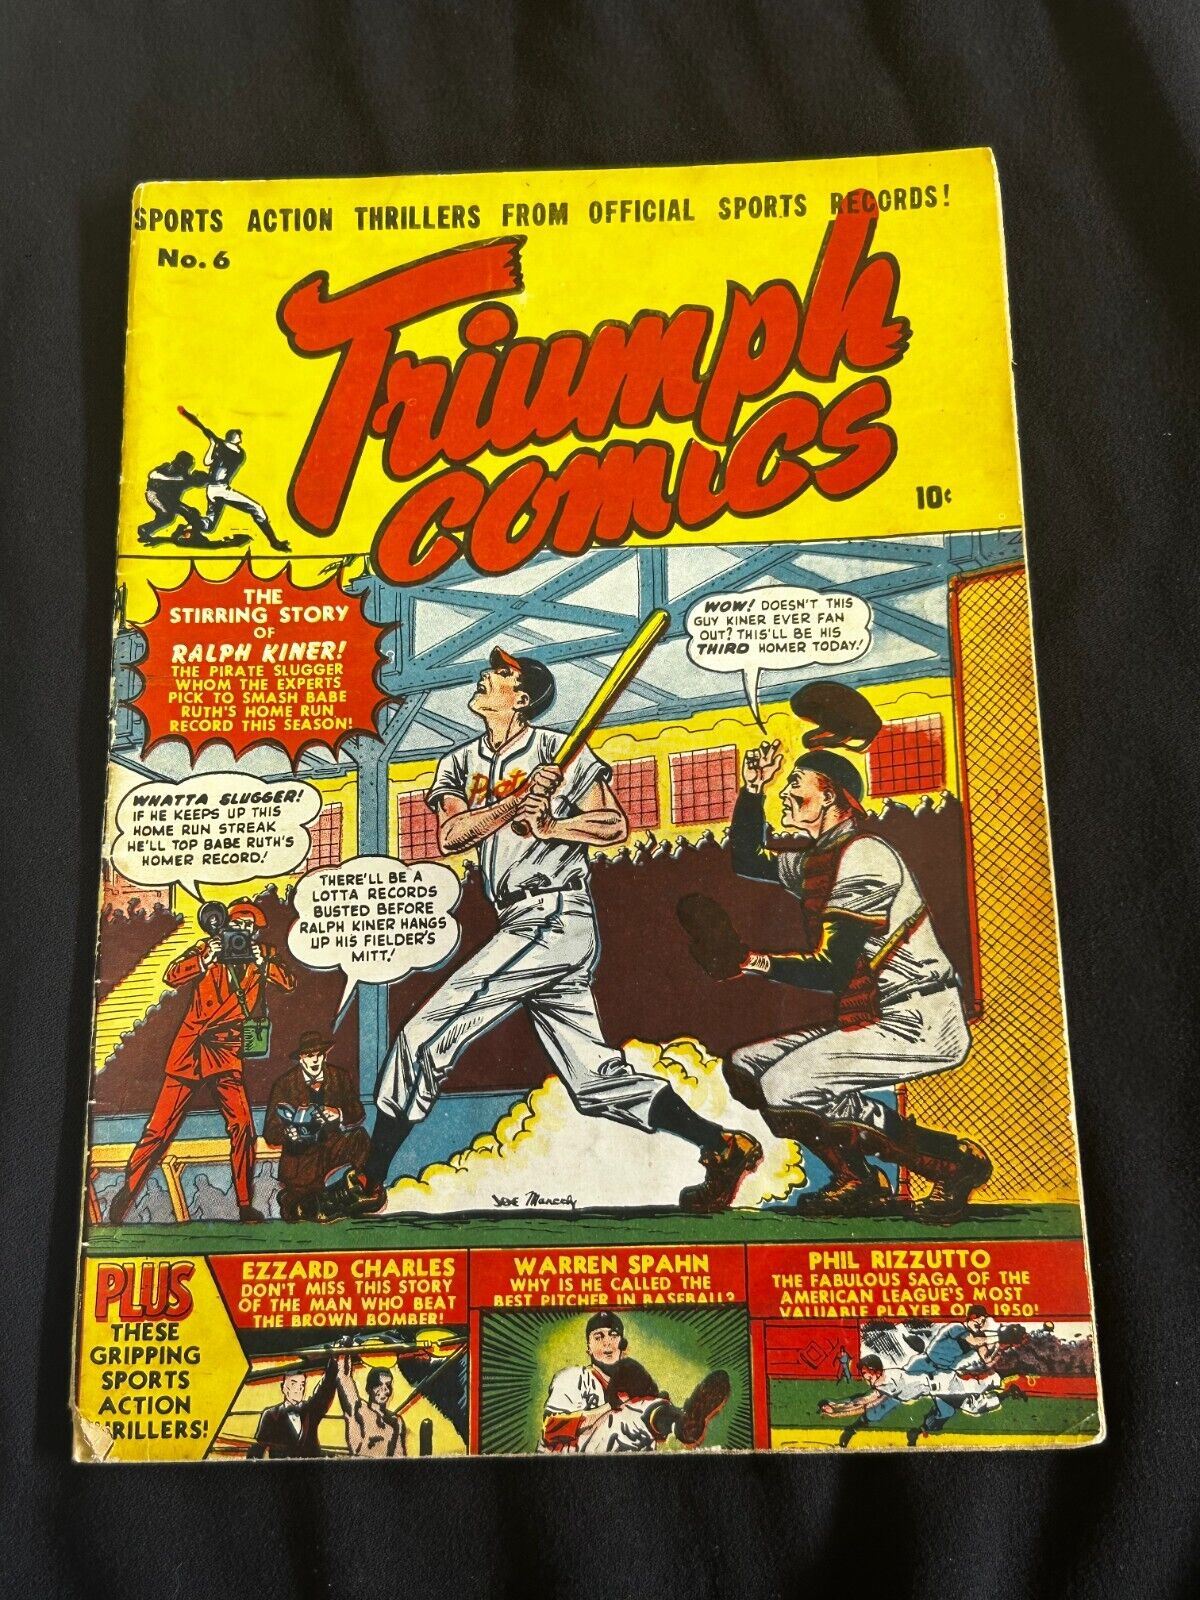 SPORTS ACTION THRILLERS FROM OFFICIAL SPORTS RECORDS!
No. 6
Triumph
COMICS
10¢
THE
STIRRING STORY
OF
RALPH KINER!
THE PIRATE SLUGGER
WHOM THE EXPERTS
PICK TO SMASH BABE
RUTH'S HOME RUN
RECORD THIS SEASON!
WOW! DOESN'T THIS
GUY KINER EVER FAN
OUT? THIS'LL BE HIS
THIRD HOMER TODAY!
WHATTA SLUGGER!
IF HE KEEPS UP THIS
HOME RUN STREAK
HE'LL TOP BABE RUTH'S
HOMER RECORD!
THERE'LL BE A
LOTTA RECORDS
BUSTED BEFORE
RALPH KINER HANGS
UP HIS FIELDER'S
MITT!
PLUS
THESE
GRIPPING
SPORTS
ACTION
THRILLERS!
EZZARD CHARLES
DON'T MISS THIS STORY
OF THE MAN WHO BEAT
THE BROWN BOMBER!
WARREN SPAHN
WHY IS HE CALLED THE
BEST PITCHER IN BASEBALL?
PHIL RIZZUTTO
THE FABULOUS SAGA OF THE
AMERICAN LEAGUE'S MOST
VALUABLE PLAYER OF 1950!